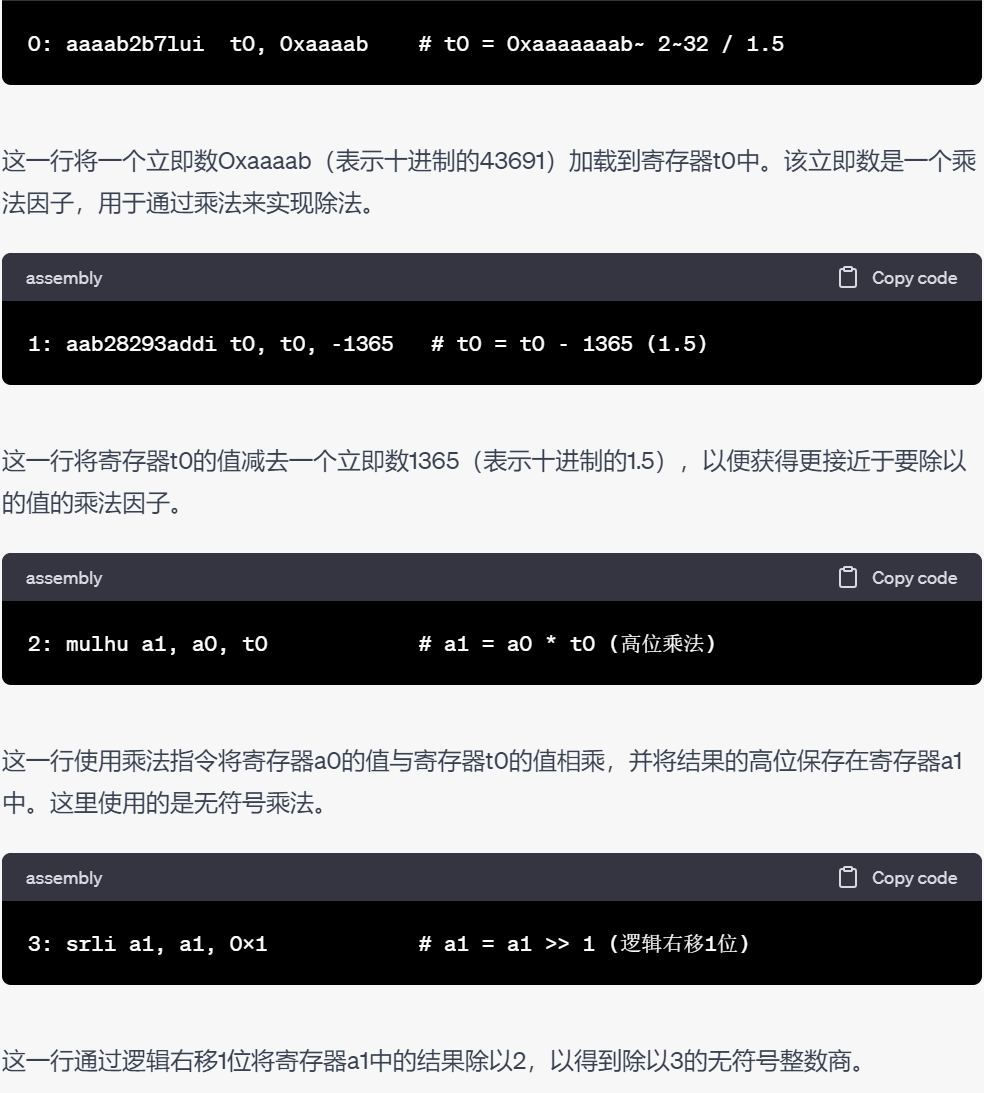 0: aaaab2b7lui  t0, 0xaaaab    # t0 = 0xaaaaaaab~ 2~32 / 1.5
这一行将一个立即数0xaaaab（表示十进制的43691）加载到寄存器t0中。该立即数是一个乘
法因子，用于通过乘法来实现除法。
assembly Copy code
1: aab28293addi t0, t0, -1365   # t0 = t0 - 1365 (1.5)
这一行将寄存器t0的值减去一个立即数1365（表示十进制的1.5），以便获得更接近于要除以
的值的乘法因子。
assembly Copy code
2: mulhu a1, a0, t0            # a1 = a0 * t0 (高位乘法)
这一行使用乘法指令将寄存器a0的值与寄存器t0的值相乘，并将结果的高位保存在寄存器a1
中。这里使用的是无符号乘法。
assembly Copy code
3: srli a1, a1, 0×1            # a1 = a1 >> 1 (逻辑右移1位)
这一行通过逻辑右移1位将寄存器a1中的结果除以2，以得到除以3的无符号整数商。